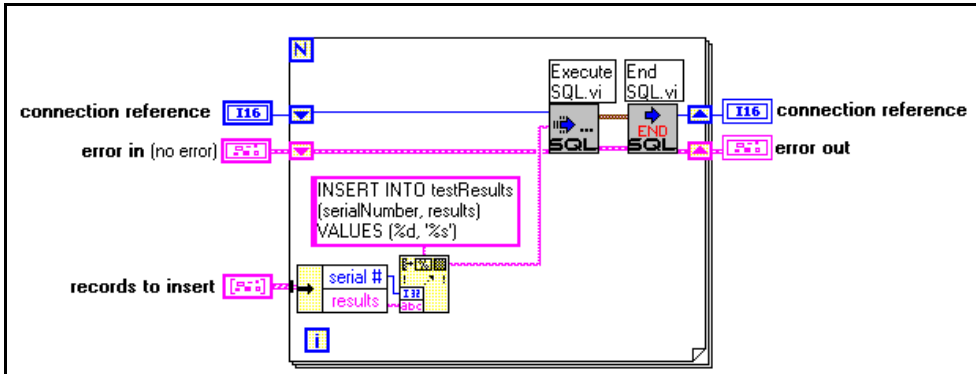 N
Execute
SQL.vi
End
SQL.vi
connection reference
I16
SQL
END
SQL
I16
connection reference
error in (no error)
error out
INSERT INTO testResults
(serialNumber, results)
VALUES (%d, '%s')
records to insert
serial #
results
%
I32
abc
i